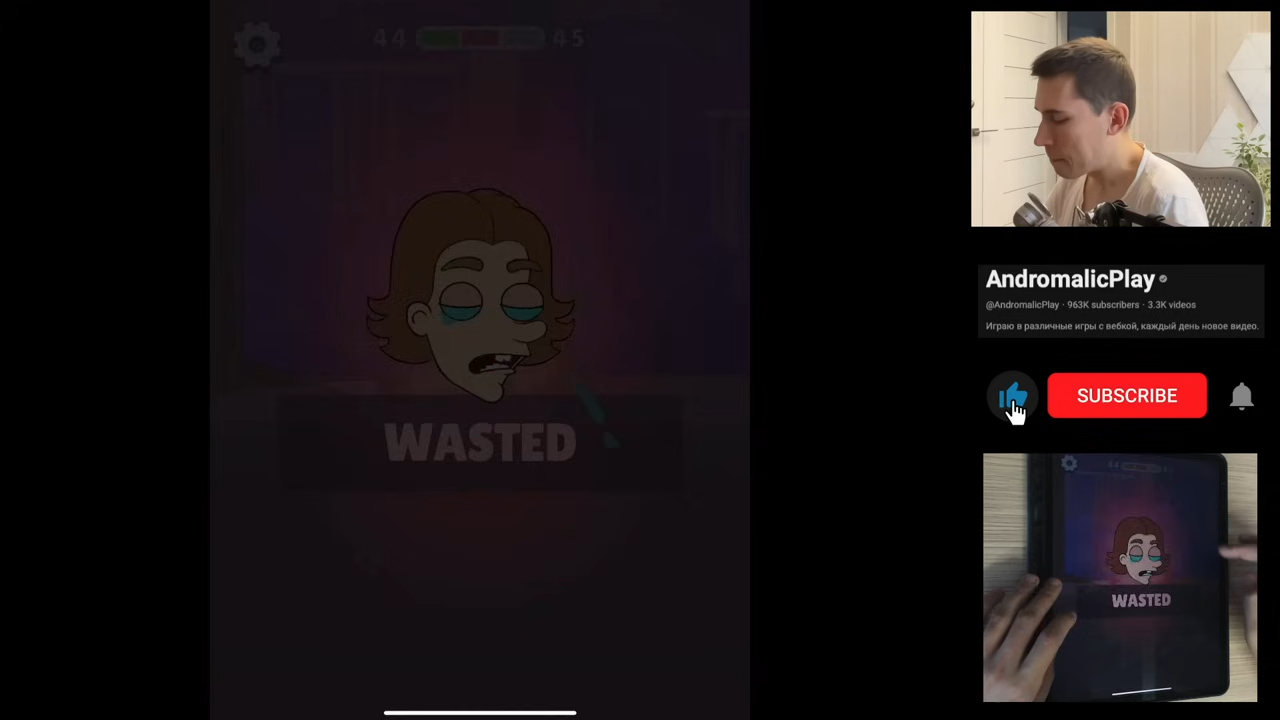 44
45
WASTED
AndromalicPlay
@AndromalicPlay · 963K subscribers · 3.3K videos
Играю в различные игры с вебкой, каждый день новое видео.
SUBSCRIBE
WASTED